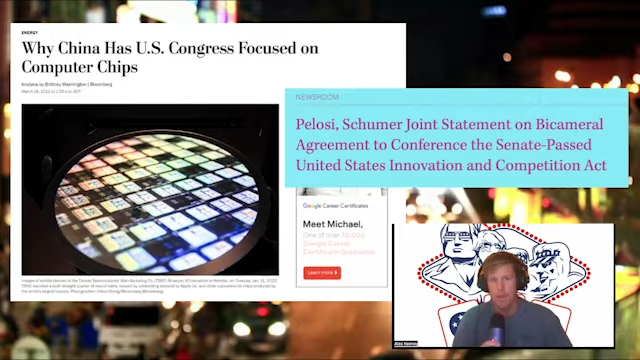 ENERGY
Why China Has U.S. Congress Focused on
Computer Chips
Analysis by Brittney Washington | Bloomberg
NEWSROOM
Pelosi, Schumer Joint Statement on Bicameral
Agreement to Conference the Senate-Passed
United States Innovation and Competition Act
Google Career Certificates
Meet Michael,
One of over 70,000
Google Career
Certificate Graduates.
Learn more